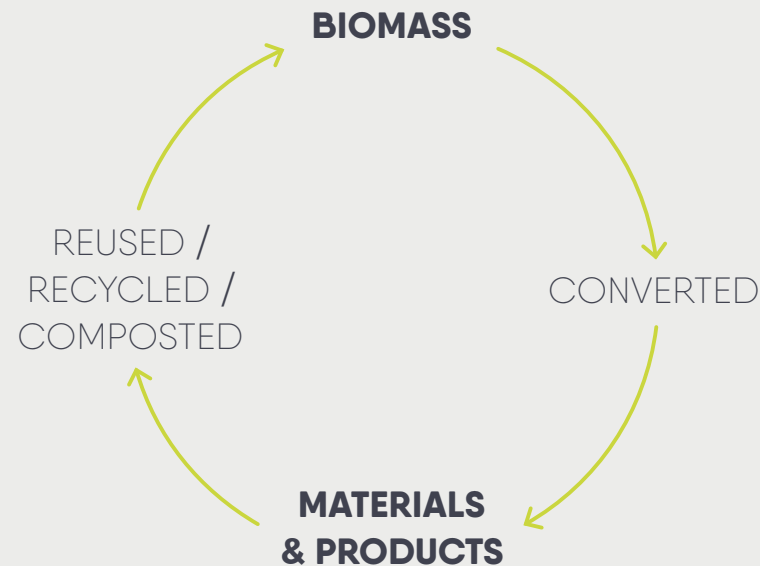 BIOMASS
CONVERTED
MATERIALS
& PRODUCTS
REUSED /
RECYCLED /
COMPOSTED